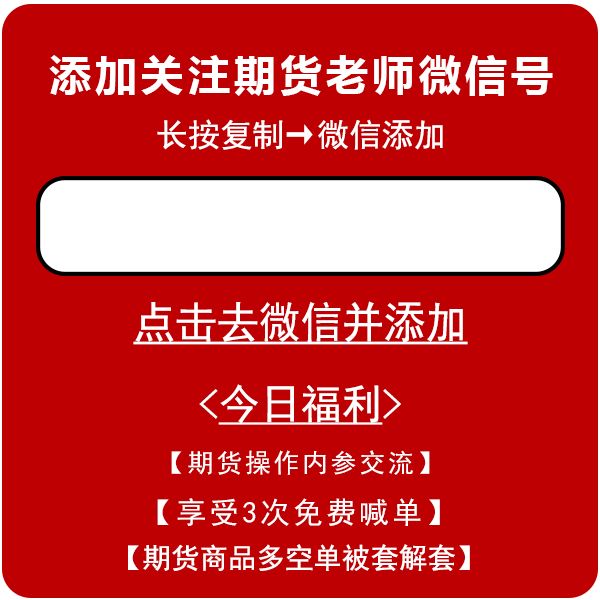 添加关注期货老师微信号
长按复制→微信添加
点击去微信并添加
<今日福利>
【期货操作内参交流】
【享受3次免费喊单】
【期货商品多空单被套解套】